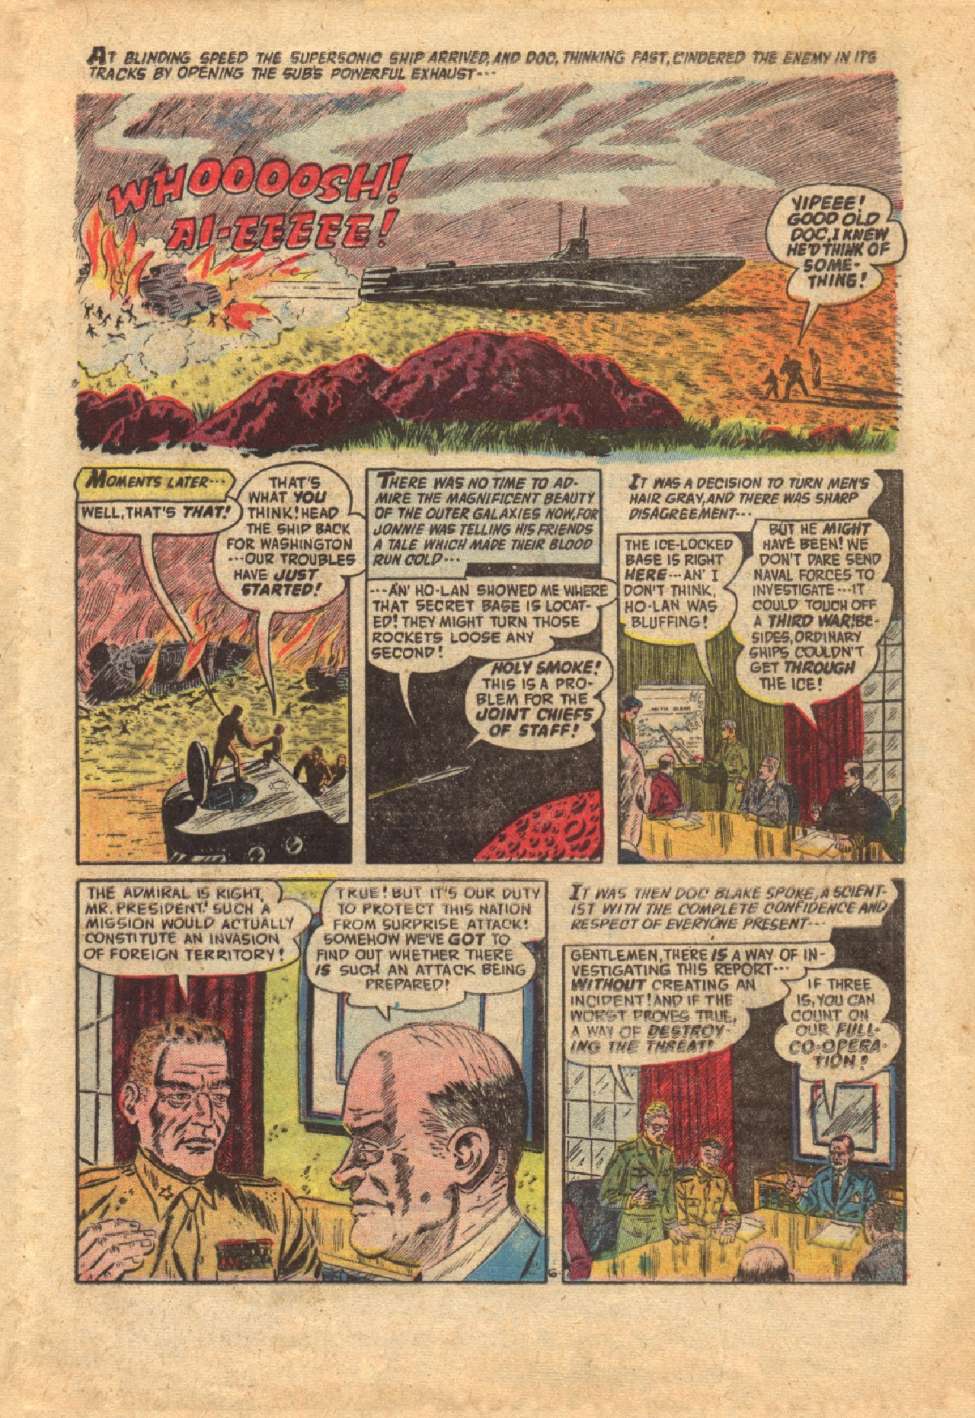 AT BLINDING SPEED THE SUPERSONIC SHIP ARRIVED, AND DOC, THINKING FAST, CINDERED THE ENEMY IN ITS
TRACKS BY OPENING THE SUB'S POWERFUL EXHAUST---
WHOOOOSH!
AI-EEEEEE!
YIPEEE!
GOOD OLD
DOC, I KNEW
HE'D THINK OF
SOME-
THING!
MOMENTS LATER---
WELL, THAT'S THAT!
THAT'S
WHAT YOU
THINK! HEAD
THE SHIP BACK
FOR WASHINGTON
---OUR TROUBLES
HAVE JUST
STARTED!
THERE WAS NO TIME TO AD-
MIRE THE MAGNIFICENT BEAUTY
OF THE OUTER GALAXIES NOW, FOR
JONNIE WAS TELLING HIS FRIENDS
A TALE WHICH MADE THEIR BLOOD
RUN COLD---
---AN' HO-LAN SHOWED ME WHERE
THAT SECRET BASE IS LOCAT-
ED! THEY MIGHT TURN THOSE
ROCKETS LOOSE ANY
SECOND!
HOLY SMOKE!
THIS IS A PRO-
BLEM FOR THE
JOINT CHIEFS
OF STAFF!
IT WAS A DECISION TO TURN MEN'S
HAIR GRAY, AND THERE WAS SHARP
DISAGREEMENT---
THE ICE-LOCKED
BASE IS RIGHT
HERE---AN' I
DON'T THINK,
HO-LAN WAS
BLUFFING!
BUT HE MIGHT
HAVE BEEN! WE
DON'T DARE SEND
NAVAL FORCES TO
INVESTIGATE---IT
COULD TOUCH OFF
A THIRD WAR! BE-
SIDES, ORDINARY
SHIPS COULDN'T
GET THROUGH
THE ICE!
THE ADMIRAL IS RIGHT,
MR. PRESIDENT! SUCH A
MISSION WOULD ACTUALLY
CONSTITUTE AN INVASION
OF FOREIGN TERRITORY!
TRUE! BUT IT'S OUR DUTY
TO PROTECT THIS NATION
FROM SURPRISE ATTACK!
SOMEHOW WE'VE GOT TO
FIND OUT WHETHER THERE
IS SUCH AN ATTACK BEING
PREPARED!
IT WAS THEN DOC BLAKE SPOKE, A SCIENT-
IST WITH THE COMPLETE CONFIDENCE AND
RESPECT OF EVERYONE PRESENT---
GENTLEMEN, THERE IS A WAY OF IN-
VESTIGATING THIS REPORT---
WITHOUT CREATING AN
INCIDENT! AND IF THE
WORST PROVES TRUE,
A WAY OF DESTROY-
ING THE THREAT!
IF THREE
IS, YOU CAN
COUNT ON
OUR FULL-
CO-OPERA-
TION!
6